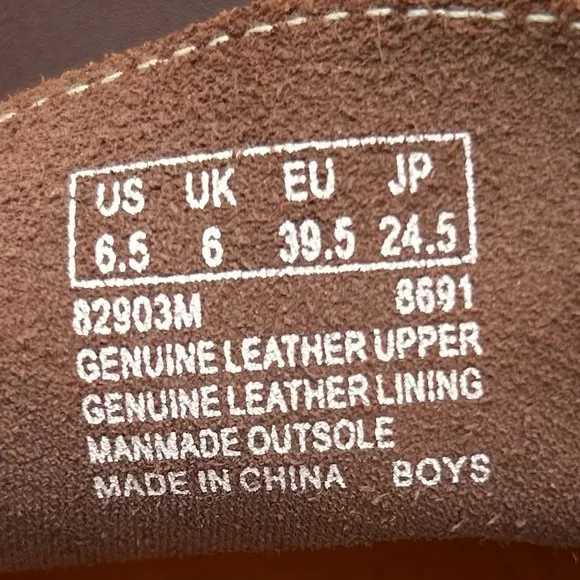 US UK EU JP
6.5 6 39.5 24.5
82903M 8691
GENUINE LEATHER UPPER
GENUINE LEATHER LINING
MANMADE OUTSOLE
MADE IN CHINA BOYS